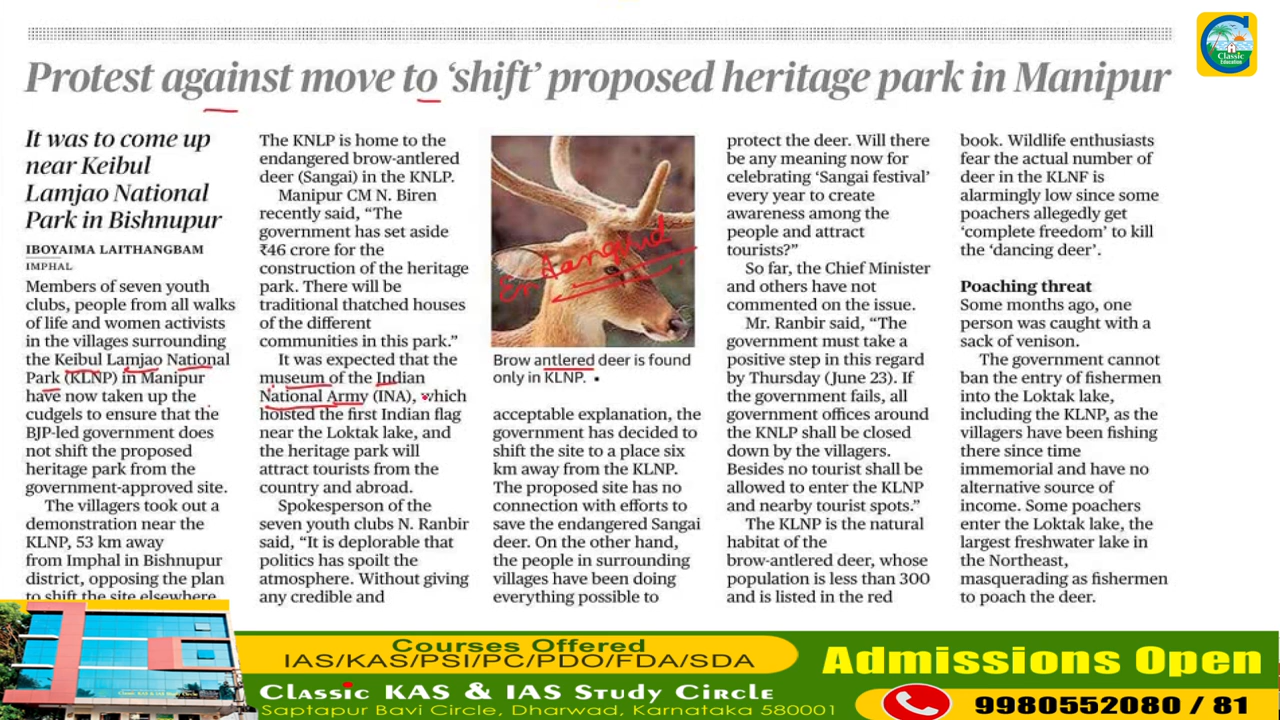 Classic
Education
Protest against move to ‘shift’ proposed heritage park in Manipur
It was to come up
near Keibul
Lamjao National
Park in Bishnupur
IBOYAIMA LAITHANGBAM
IMPHAL
Members of seven youth
clubs, people from all walks
of life and women activists
in the villages surrounding
the Keibul Lamjao National
Park (KLNP) in Manipur
have now taken up the
cudgels to ensure that the
BJP-led government does
not shift the proposed
heritage park from the
government-approved site.
The villagers took out a
demonstration near the
KLNP, 53 km away
from Imphal in Bishnupur
district, opposing the plan
to shift the site elsewhere
The KNLP is home to the
endangered brow-antlered
deer (Sangai) in the KNLP.
Manipur CM N. Biren
recently said, “The
government has set aside
₹46 crore for the
construction of the heritage
park. There will be
traditional thatched houses
of the different
communities in this park.”
It was expected that the
museum of the Indian
National Army (INA), which
hoisted the first Indian flag
near the Loktak lake, and
the heritage park will
attract tourists from the
country and abroad.
Spokesperson of the
seven youth clubs N. Ranbir
said, “It is deplorable that
politics has spoilt the
atmosphere. Without giving
any credible and
Brow antlered deer is found
only in KLNP.
acceptable explanation, the
government has decided to
shift the site to a place six
km away from the KLNP.
The proposed site has no
connection with efforts to
save the endangered Sangai
deer. On the other hand,
the people in surrounding
villages have been doing
everything possible to
protect the deer. Will there
be any meaning now for
celebrating ‘Sangai festival’
every year to create
awareness among the
people and attract
tourists?”
So far, the Chief Minister
and others have not
commented on the issue.
Mr. Ranbir said, “The
government must take a
positive step in this regard
by Thursday (June 23). If
the government fails, all
government offices around
the KNLP shall be closed
down by the villagers.
Besides no tourist shall be
allowed to enter the KLNP
and nearby tourist spots.”
The KLNP is the natural
habitat of the
brow-antlered deer, whose
population is less than 300
and is listed in the red
book. Wildlife enthusiasts
fear the actual number of
deer in the KLNF is
alarmingly low since some
poachers allegedly get
‘complete freedom’ to kill
the ‘dancing deer’.
Poaching threat
Some months ago, one
person was caught with a
sack of venison.
The government cannot
ban the entry of fishermen
into the Loktak lake,
including the KLNP, as the
villagers have been fishing
there since time
immemorial and have no
alternative source of
income. Some poachers
enter the Loktak lake, the
largest freshwater lake in
the Northeast,
masquerading as fishermen
to poach the deer.
Courses Offered
IAS/KAS/PSI/PC/PDO/FDA/SDA
Classic KAS & IAS Study Circle
Saptapur Bavi Circle, Dharwad, Karnataka 580001
Admissions Open
9980552080 / 81